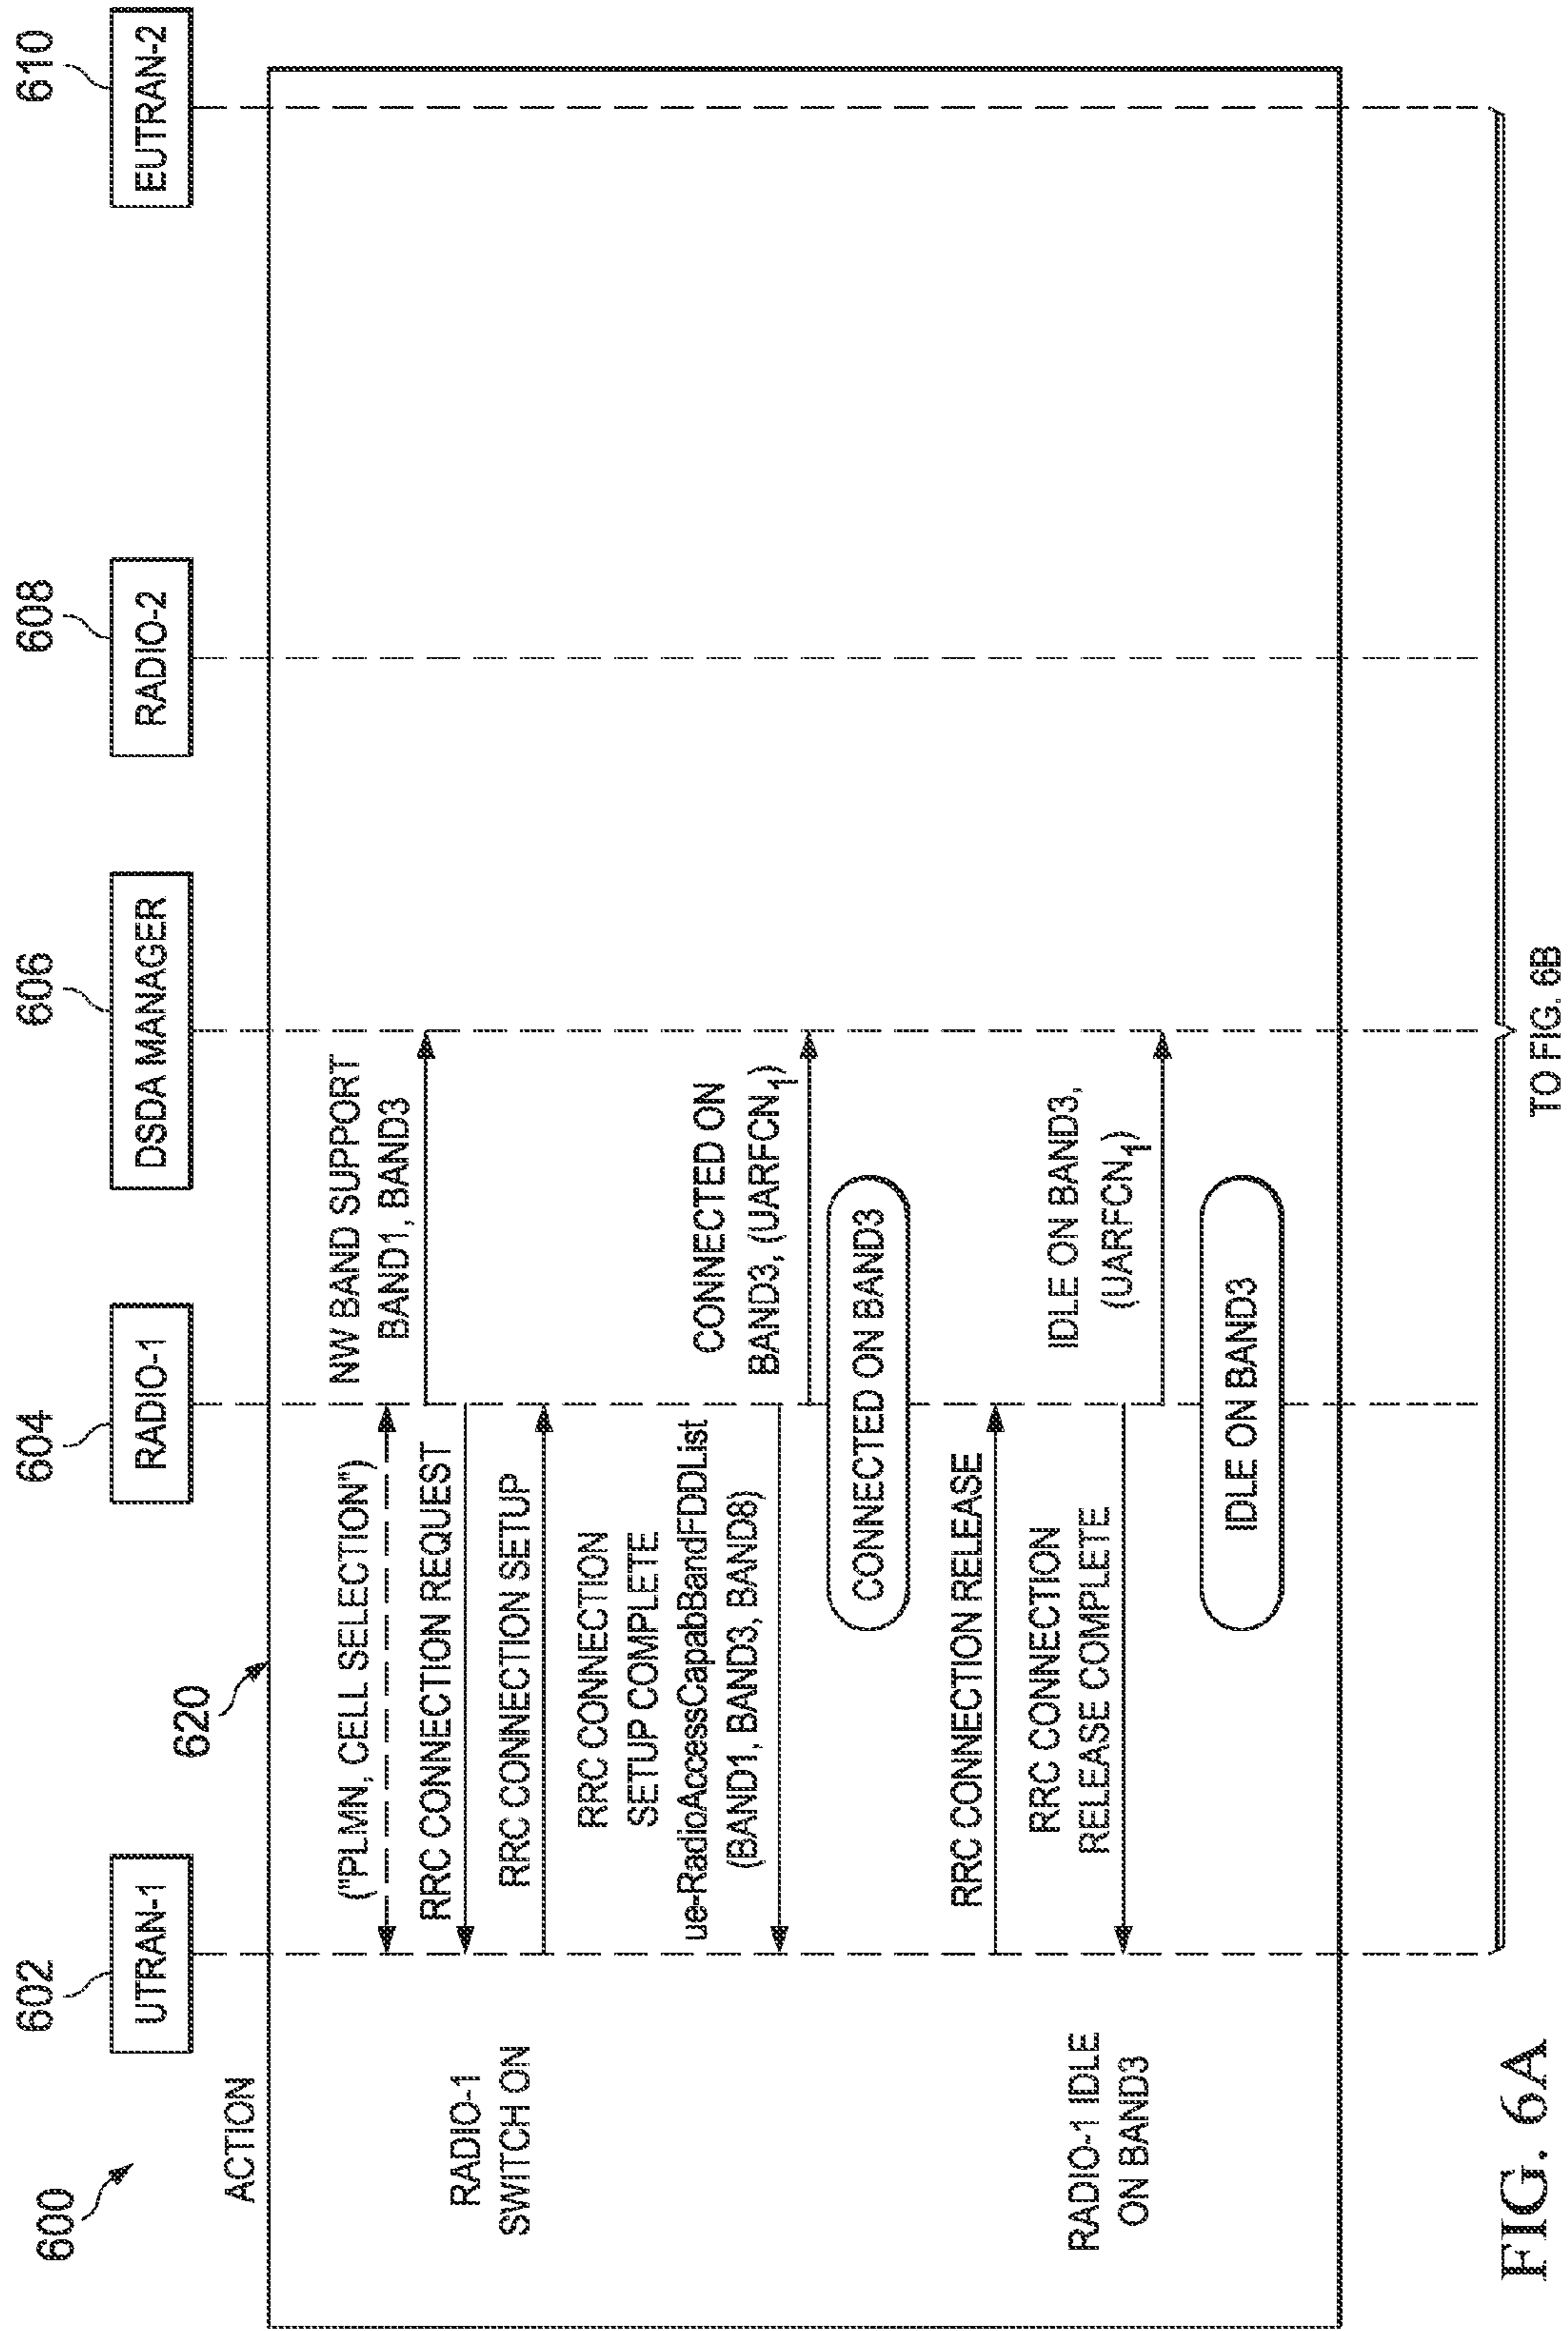 600
602
604
606
608
610
UTRAN-1
RADIO-1
DSDA MANAGER
RADIO-2
EUTRAN-2
ACTION
620
("PLMN, CELL SELECTION")
NW BAND SUPPORT
BAND1, BAND3
RADIO-1
SWITCH ON
RRC CONNECTION REQUEST
RRC CONNECTION SETUP
RRC CONNECTION
SETUP COMPLETE
ue-RadioAccessCapabBandFDDList
(BAND1, BAND3, BAND8)
CONNECTED ON
BAND3, (UARFCN1)
CONNECTED ON BAND3
RRC CONNECTION RELEASE
RADIO-1 IDLE
ON BAND3
RRC CONNECTION
RELEASE COMPLETE
IDLE ON BAND3,
(UARFCN1)
IDLE ON BAND3
TO FIG. 6B
FIG. 6A